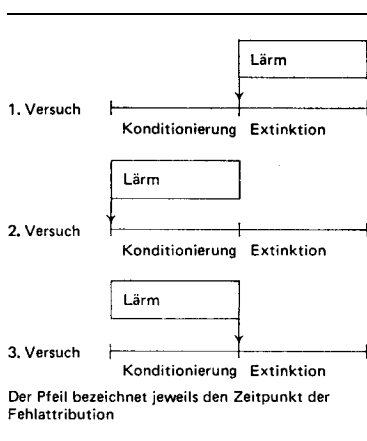 Lärm
1. Versuch
Konditionierung Extinktion
Lärm
2. Versuch
Konditionierung Extinktion
Lärm
3. Versuch
Konditionierung Extinktion
Der Pfeil bezeichnet jeweils den Zeitpunkt der
Fehlattribution